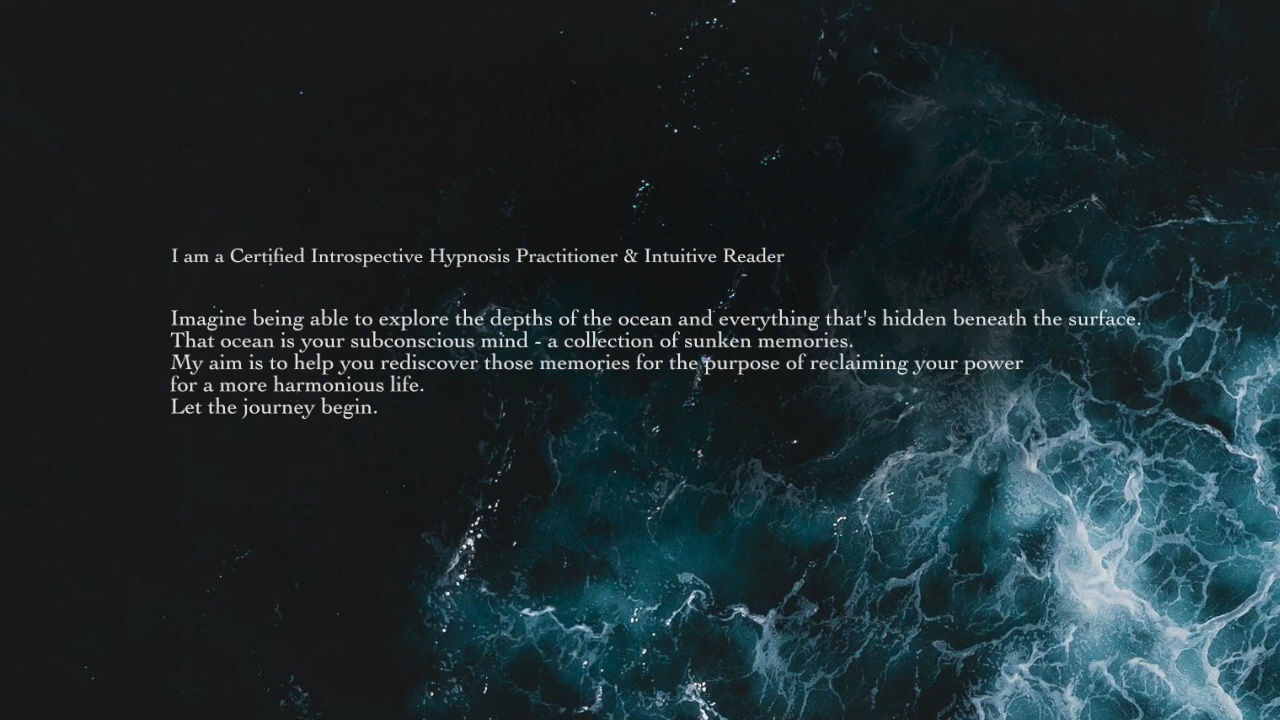 I am a Certified Introspective Hypnosis Practitioner & Intuitive Reader
Imagine being able to explore the depths of the ocean and everything that's hidden beneath the surface.
That ocean is your subconscious mind - a collection of sunken memories.
My aim is to help you rediscover those memories for the purpose of reclaiming your power
for a more harmonious life.
Let the journey begin.